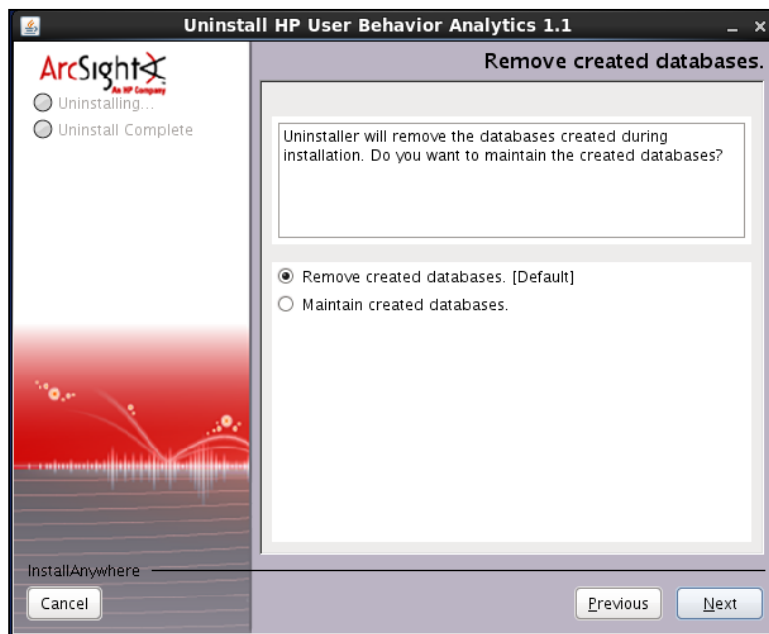 Uninstall HP User Behavior Analytics 1.1
ArcSight
An HP Company
Uninstalling...
Uninstall Complete
Remove created databases.
Uninstaller will remove the databases created during
installation. Do you want to maintain the created databases?
Remove created databases. [Default]
Maintain created databases.
InstallAnywhere
Cancel
Previous
Next